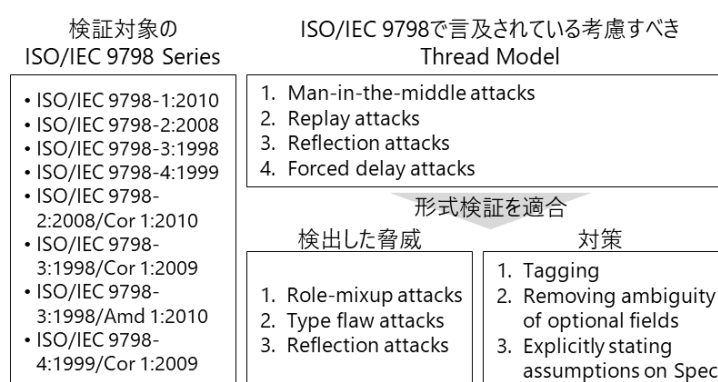 検証対象の
ISO/IEC 9798 Series
• ISO/IEC 9798-1:2010
• ISO/IEC 9798-2:2008
• ISO/IEC 9798-3:1998
• ISO/IEC 9798-4:1999
• ISO/IEC 9798-
2:2008/Cor 1:2010
• ISO/IEC 9798-
3:1998/Cor 1:2009
• ISO/IEC 9798-
3:1998/Amd 1:2010
• ISO/IEC 9798-
4:1999/Cor 1:2009
ISO/IEC 9798で言及されている考慮すべき
Thread Model
1. Man-in-the-middle attacks
2. Replay attacks
3. Reflection attacks
4. Forced delay attacks
形式検証を適合
検出した脅威
1. Role-mixup attacks
2. Type flaw attacks
3. Reflection attacks
対策
1. Tagging
2. Removing ambiguity
of optional fields
3. Explicitly stating
assumptions on Spec